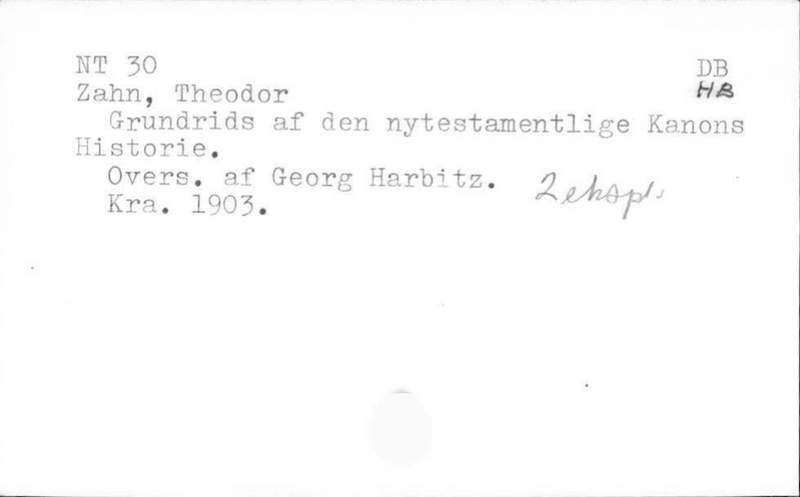 NT 30 DB
Zahn, Theodor HB
Grundrids af den nytestamentlige Kanons
Historie.
Overs. af Georg Harbitz. 2 ekspl.
Kra. 1903.